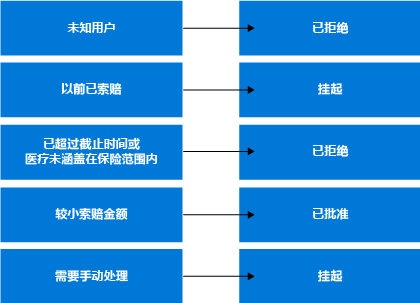 未知用户
已拒绝
以前已索赔
挂起
已超过截止时间或
医疗未涵盖在保险范围内
已拒绝
较小索赔金额
已批准
需要手动处理
挂起